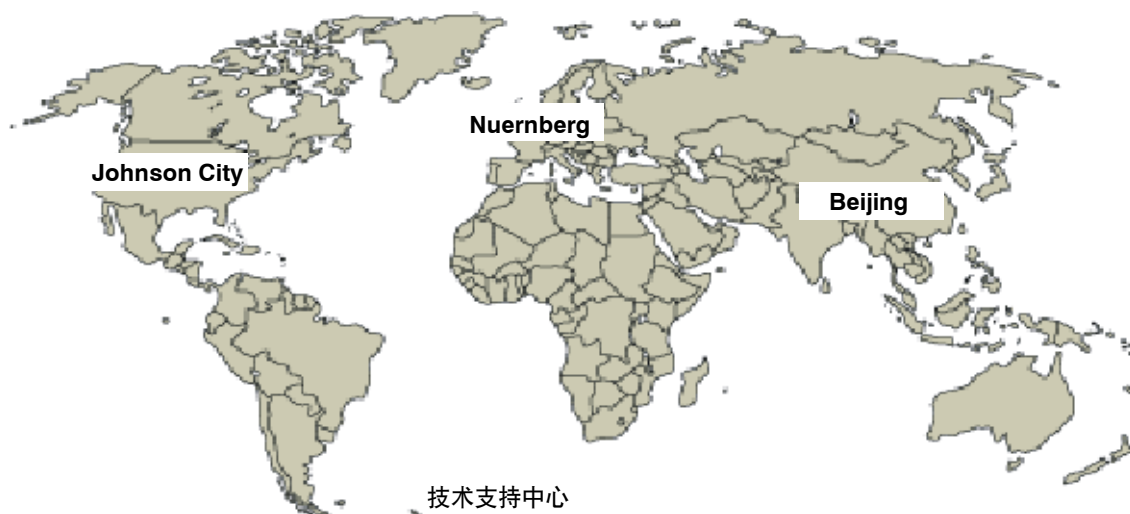 Nuernberg
Johnson City
Beijing
技术支持中心